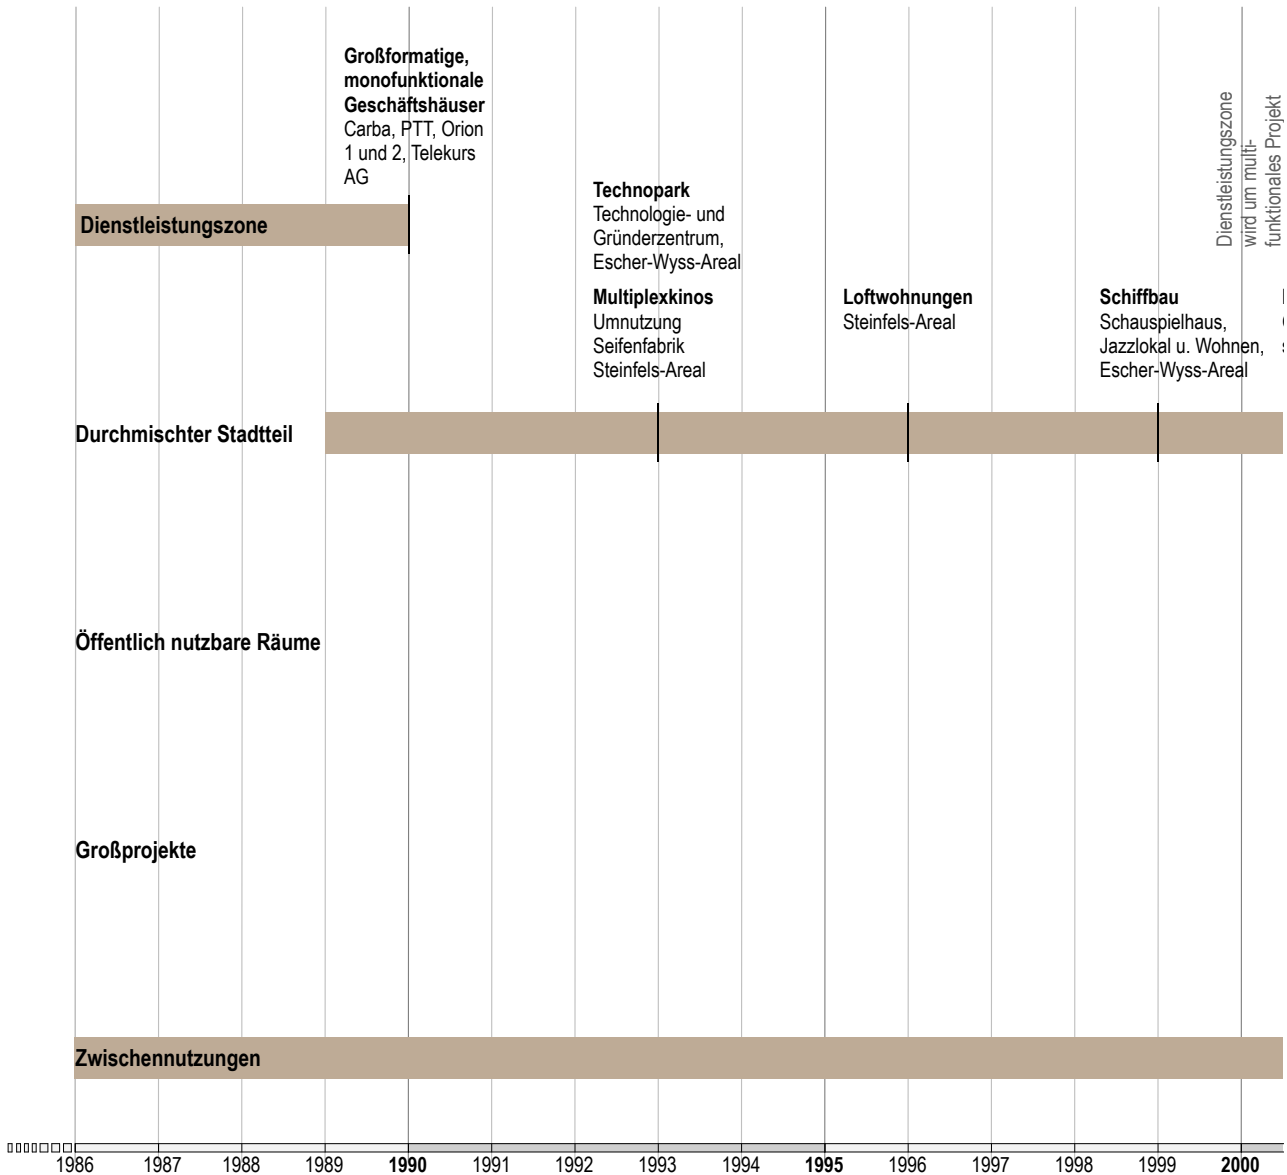 Großformatige,
monofunktionale
Geschäftshäuser
Carba, PTT, Orion
1 und 2, Telekurs
AG
Dienstleistungszone
wird um multi-
funktionales Projekt
Dienstleistungszone
Technopark
Technologie- und
Gründerzentrum,
Escher-Wyss-Areal
Multiplexkinos
Umnutzung
Seifenfabrik
Steinfels-Areal
Loftwohnungen
Steinfels-Areal
Schiffbau
Schauspielhaus,
Jazzlokal u. Wohnen,
Escher-Wyss-Areal
Durchmischter Stadtteil
Öffentlich nutzbare Räume
Großprojekte
Zwischennutzungen
1986 1987 1988 1989 1990 1991 1992 1993 1994 1995 1996 1997 1998 1999 2000